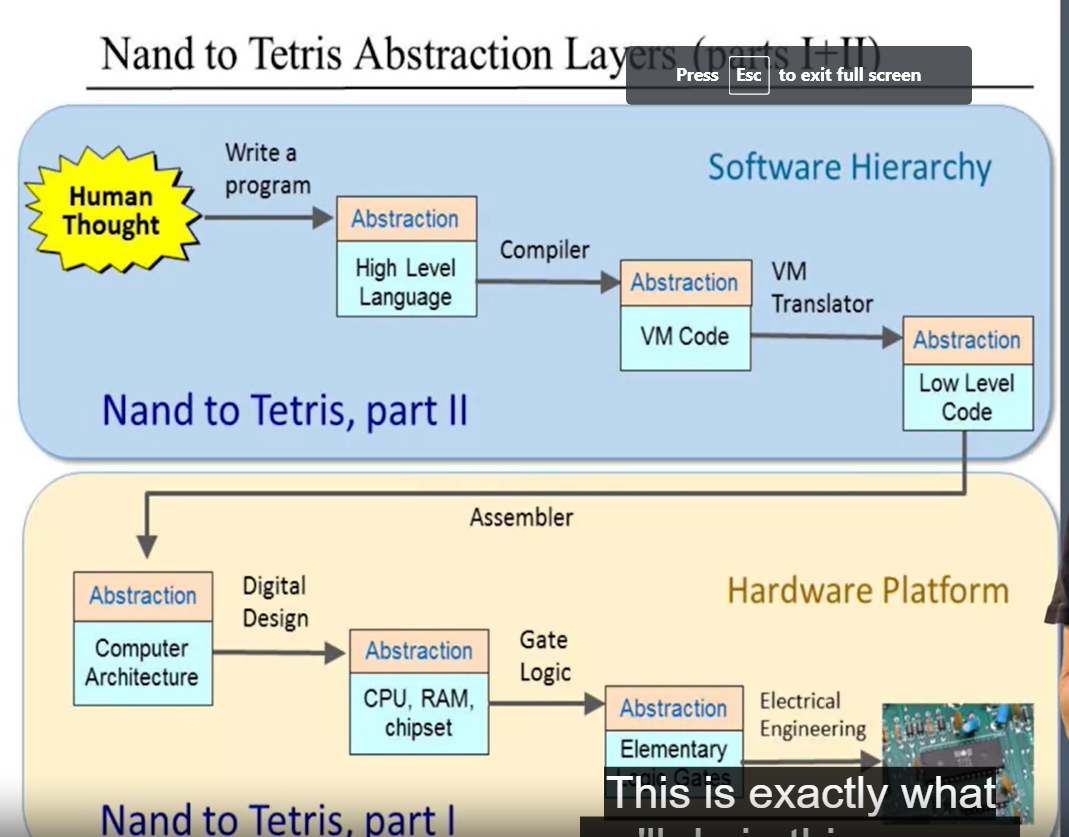 Nand to Tetris Abstraction Layers (parts I+II)
Press Esc to exit full screen
Software Hierarchy
Human
Thought
Write a
program
Abstraction
High Level
Language
Compiler
Abstraction
VM Code
VM
Translator
Abstraction
Low Level
Code
Nand to Tetris, part II
Assembler
Hardware Platform
Abstraction
Computer
Architecture
Digital
Design
Abstraction
CPU, RAM,
chipset
Gate
Logic
Abstraction
Elementary
Logic Gates
Electrical
Engineering
Nand to Tetris, part I
This is exactly what